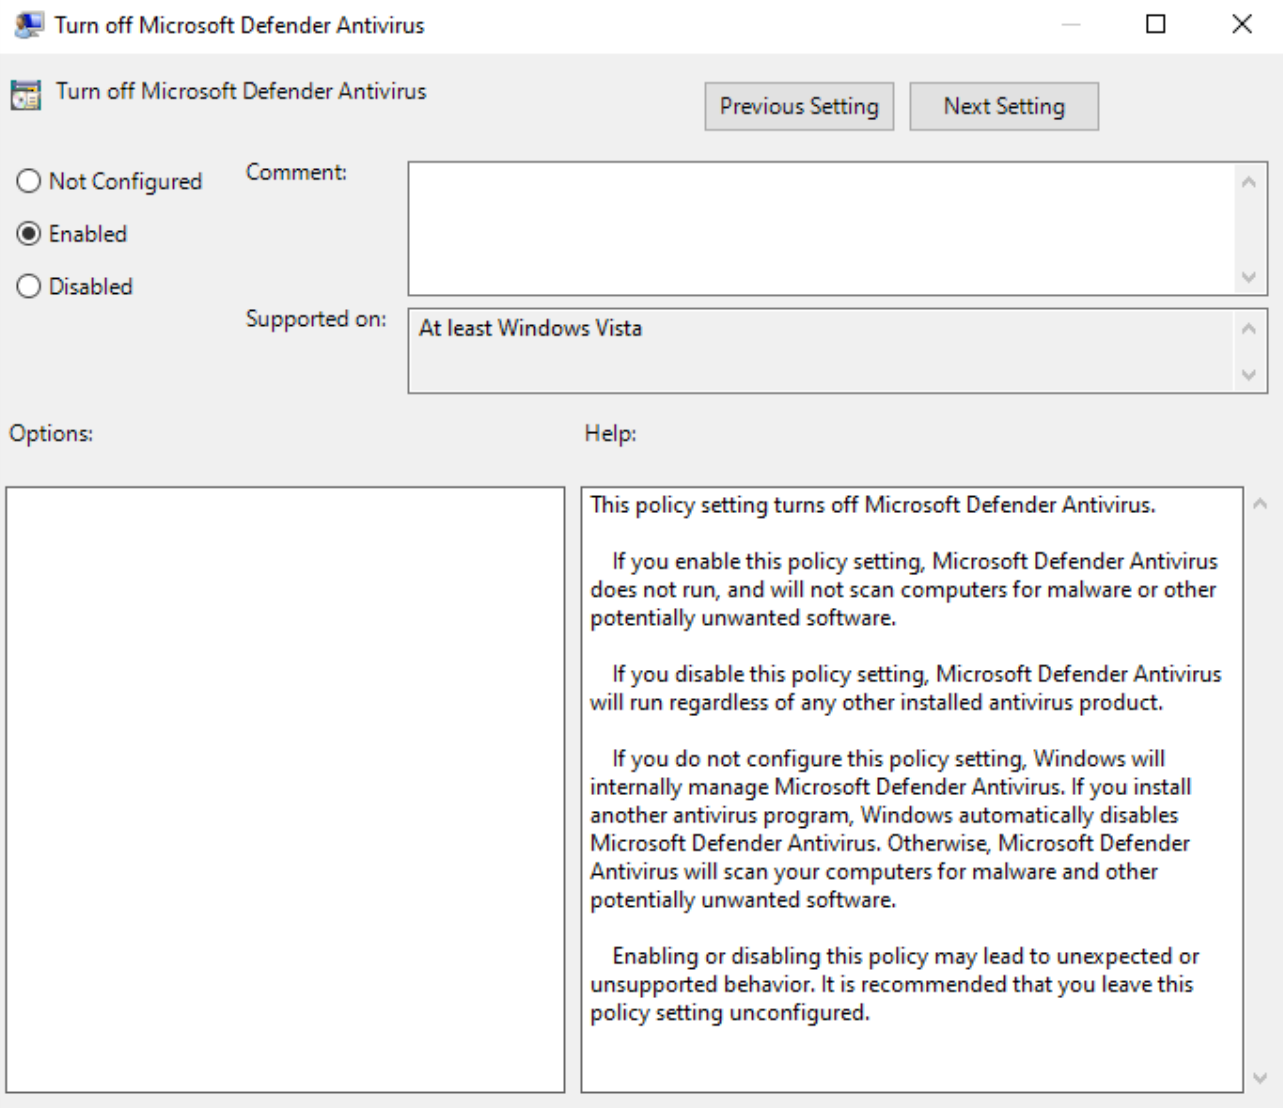 Turn off Microsoft Defender Antivirus
Turn off Microsoft Defender Antivirus
Previous Setting
Next Setting
Not Configured
Comment:
Enabled
Disabled
Supported on:
At least Windows Vista
Options:
Help:
This policy setting turns off Microsoft Defender Antivirus.
If you enable this policy setting, Microsoft Defender Antivirus
does not run, and will not scan computers for malware or other
potentially unwanted software.
If you disable this policy setting, Microsoft Defender Antivirus
will run regardless of any other installed antivirus product.
If you do not configure this policy setting, Windows will
internally manage Microsoft Defender Antivirus. If you install
another antivirus program, Windows automatically disables
Microsoft Defender Antivirus. Otherwise, Microsoft Defender
Antivirus will scan your computers for malware and other
potentially unwanted software.
Enabling or disabling this policy may lead to unexpected or
unsupported behavior. It is recommended that you leave this
policy setting unconfigured.